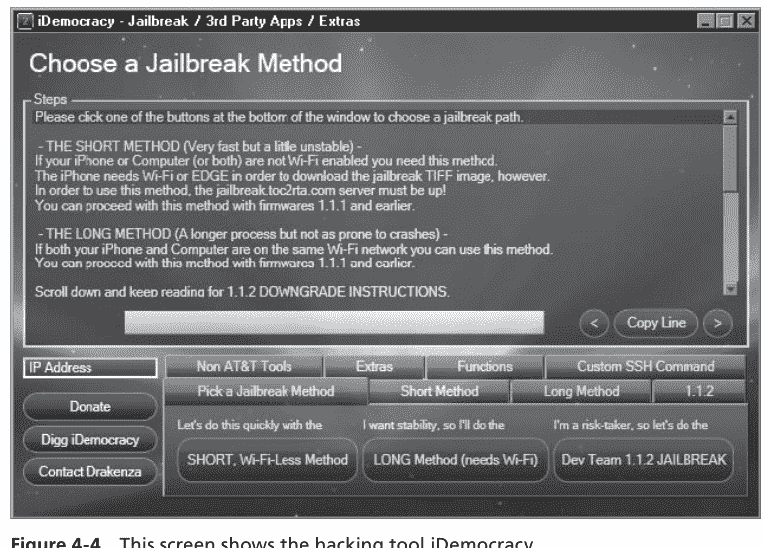 iDemocracy - Jailbreak / 3rd Party Apps / Extras
Choose a Jailbreak Method
Steps
Please click one of the buttons at the bottom of the window to choose a jailbreak path.
- THE SHORT METHOD (Very fast but a little unstable) -
If your iPhone or Computer (or both) are not Wi-Fi enabled you need this method.
The iPhone needs Wi-Fi or EDGE in order to download the jailbreak TIFF image, however.
In order to use this method, the jailbreak.toc2rta.com server must be up!
You can proceed with this method with firmwares 1.1.1 and earlier.
- THE LONG METHOD (A longer process but not as prone to crashes) -
If both your iPhone and Computer are on the same Wi-Fi network you can use this method.
You can proceed with this method with firmwares 1.1.1 and earlier.
Scroll down and keep reading for 1.1.2 DOWNGRADE INSTRUCTIONS.
< Copy Line >
IP Address
Non AT&T Tools Extras Functions Custom SSH Command
Pick a Jailbreak Method Short Method Long Method 1.1.2
Donate
Digg iDemocracy
Contact Drakenza
Let's do this quickly with the I want stability, so I'll do the I'm a risk-taker, so let's do the
SHORT, Wi-Fi-Less Method LONG Method (needs Wi-Fi) Dev Team 1.1.2 JAILBREAK
Figure 4-4 This screen shows the hacking tool iDemocracy